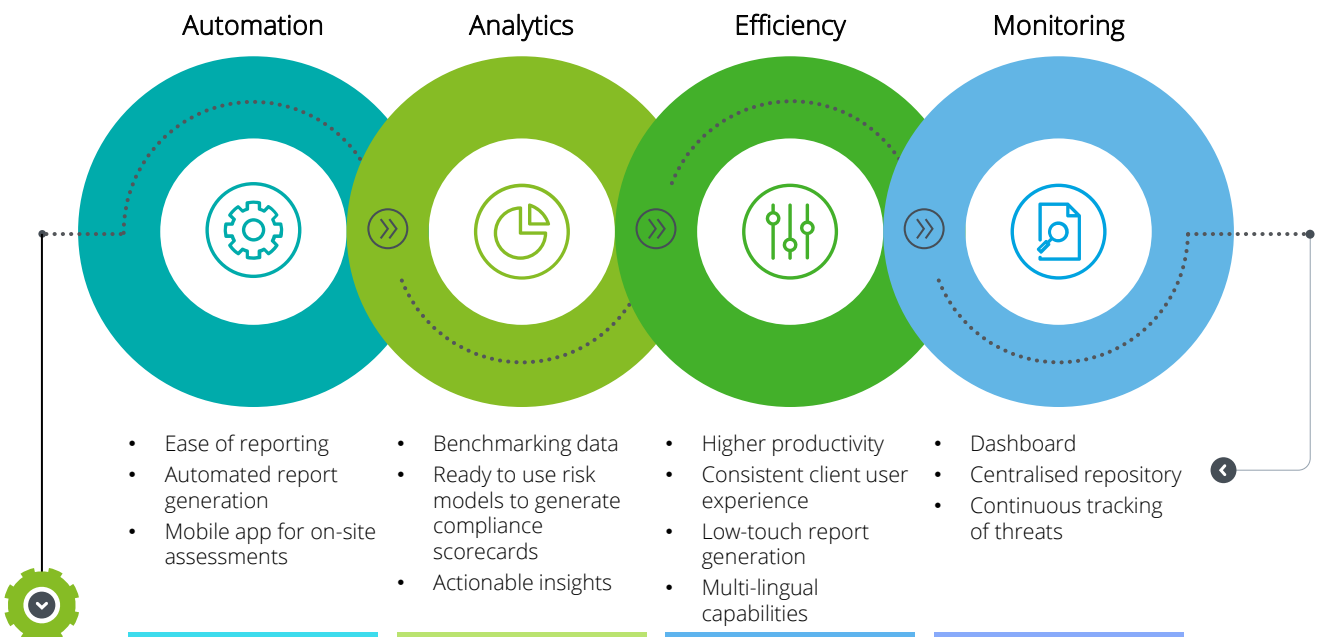 Automation
Analytics
Efficiency
Monitoring
• Ease of reporting
• Automated report
generation
• Mobile app for on-site
assessments
• Benchmarking data
• Ready to use risk
models to generate
compliance
scorecards
• Actionable insights
• Higher productivity
• Consistent client user
experience
• Low-touch report
generation
• Multi-lingual
capabilities
• Dashboard
• Centralised repository
• Continuous tracking
of threats